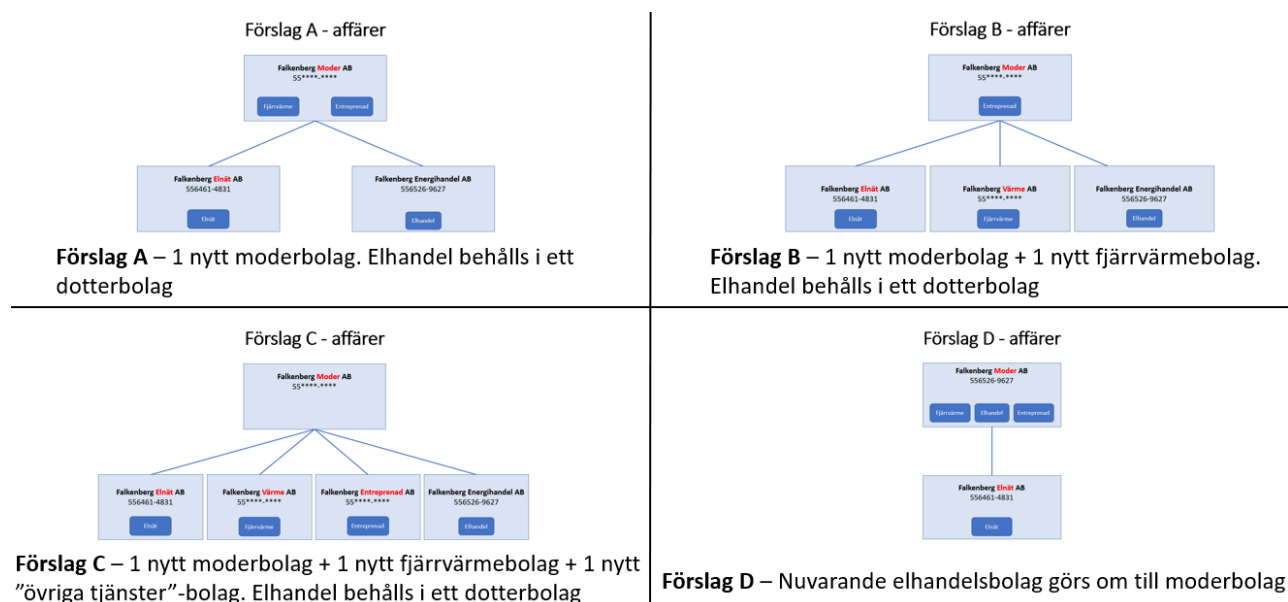 Förslag A - affärer
Falkenberg Moder AB
55****-****
Fjärrvärme
Entreprenad
Falkenberg Elnät AB
556461-4831
Elnät
Falkenberg Energihandel AB
556526-9627
Elhandel
Förslag A – 1 nytt moderbolag. Elhandel behålls i ett
dotterbolag
Förslag B - affärer
Falkenberg Moder AB
55****-****
Entreprenad
Falkenberg Elnät AB
556461-4831
Elnät
Falkenberg Värme AB
55****-****
Fjärrvärme
Falkenberg Energihandel AB
556526-9627
Elhandel
Förslag B – 1 nytt moderbolag + 1 nytt fjärrvärmebolag.
Elhandel behålls i ett dotterbolag
Förslag C - affärer
Falkenberg Moder AB
55****-****
Falkenberg Elnät AB
556461-4831
Elnät
Falkenberg Värme AB
55****-****
Fjärrvärme
Falkenberg Entreprenad AB
55****-****
Entreprenad
Falkenberg Energihandel AB
556526-9627
Elhandel
Förslag C – 1 nytt moderbolag + 1 nytt fjärrvärmebolag + 1 nytt
”övriga tjänster”-bolag. Elhandel behålls i ett dotterbolag
Förslag D - affärer
Falkenberg Moder AB
556526-9627
Fjärrvärme
Elhandel
Entreprenad
Falkenberg Elnät AB
556461-4831
Elnät
Förslag D – Nuvarande elhandelsbolag görs om till moderbolag